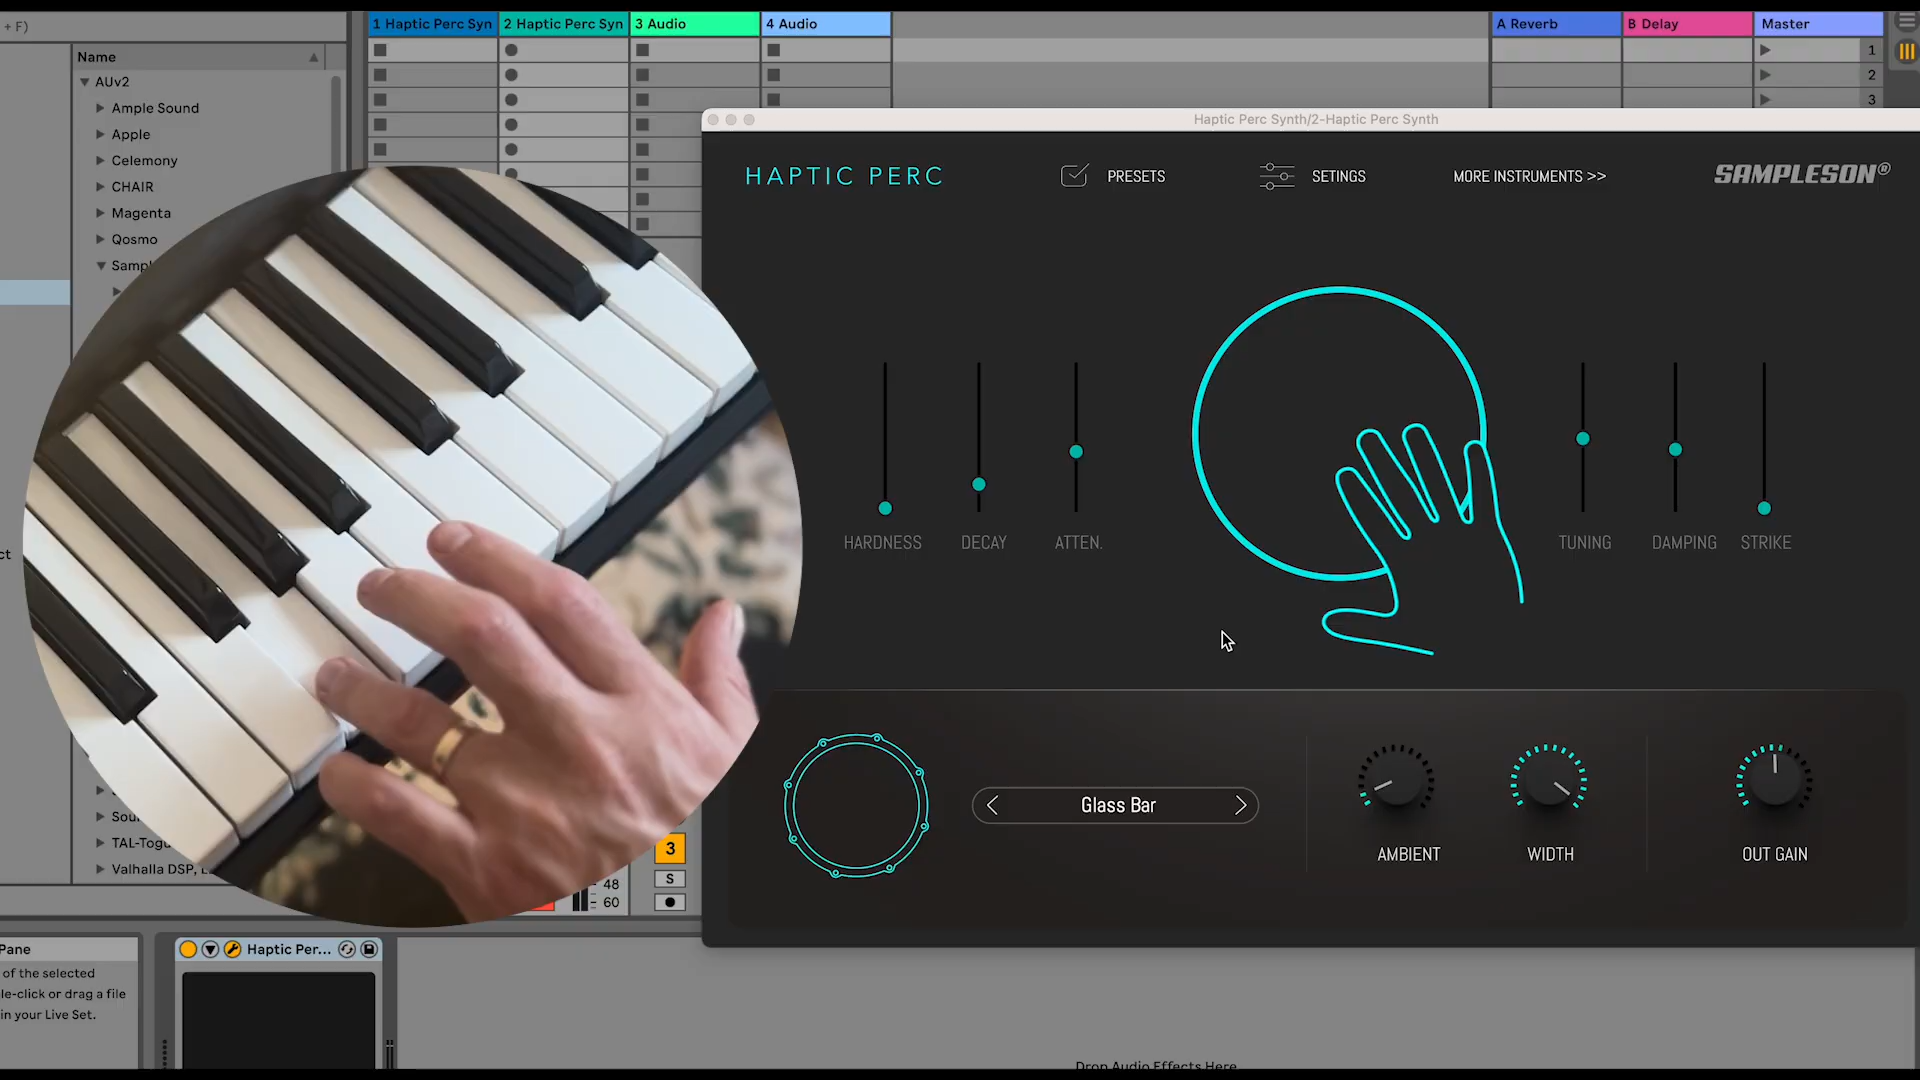 + F)
1 Haptic Perc Syn
2 Haptic Perc Syn
3 Audio
4 Audio
A Reverb
B Delay
Master
Name
1
AUv2
2
Ample Sound
3
Apple
Haptic Perc Synth/2-Haptic Perc Synth
Celemony
HAPTIC PERC
PRESETS
SETINGS
MORE INSTRUMENTS >>
SAMPLESON®
CHAIR
Magenta
Qosmo
HARDNESS
DECAY
ATTEN.
TUNING
DAMPING
STRIKE
ct
Glass Bar
AMBIENT
WIDTH
OUT GAIN
TAL-Togu
3
Valhalla DSP, L
S
48
60
Pane
Haptic Per...
of the selected
le-click or drag a file
in your Live Set.
Drop Audio Effects Here